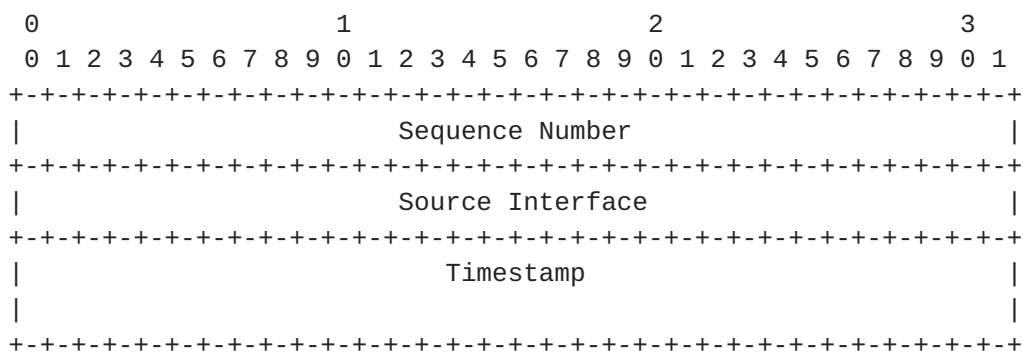 0                   1                   2                   3
 0 1 2 3 4 5 6 7 8 9 0 1 2 3 4 5 6 7 8 9 0 1 2 3 4 5 6 7 8 9 0 1
+-+-+-+-+-+-+-+-+-+-+-+-+-+-+-+-+-+-+-+-+-+-+-+-+-+-+-+-+-+-+-+-+
|                        Sequence Number                        |
+-+-+-+-+-+-+-+-+-+-+-+-+-+-+-+-+-+-+-+-+-+-+-+-+-+-+-+-+-+-+-+-+
|                        Source Interface                       |
+-+-+-+-+-+-+-+-+-+-+-+-+-+-+-+-+-+-+-+-+-+-+-+-+-+-+-+-+-+-+-+-+
|                           Timestamp                           |
|                                                               |
+-+-+-+-+-+-+-+-+-+-+-+-+-+-+-+-+-+-+-+-+-+-+-+-+-+-+-+-+-+-+-+-+